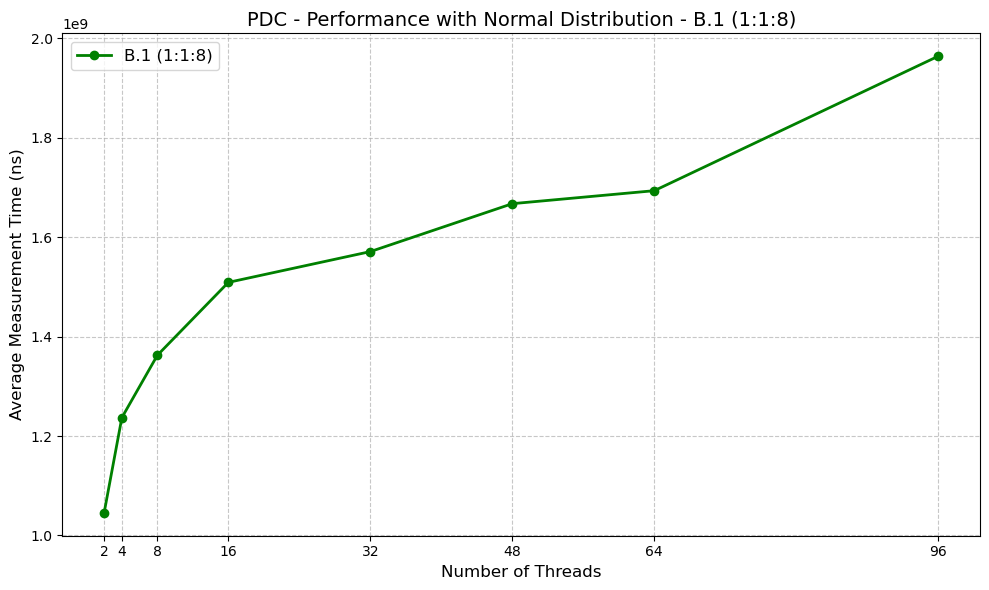 PDC - Performance with Normal Distribution - B.1 (1:1:8)
1e9
B.1 (1:1:8)
2.0
1.8
1.6
1.4
1.2
1.0
Average Measurement Time (ns)
2 4 8 16 32 48 64 96
Number of Threads